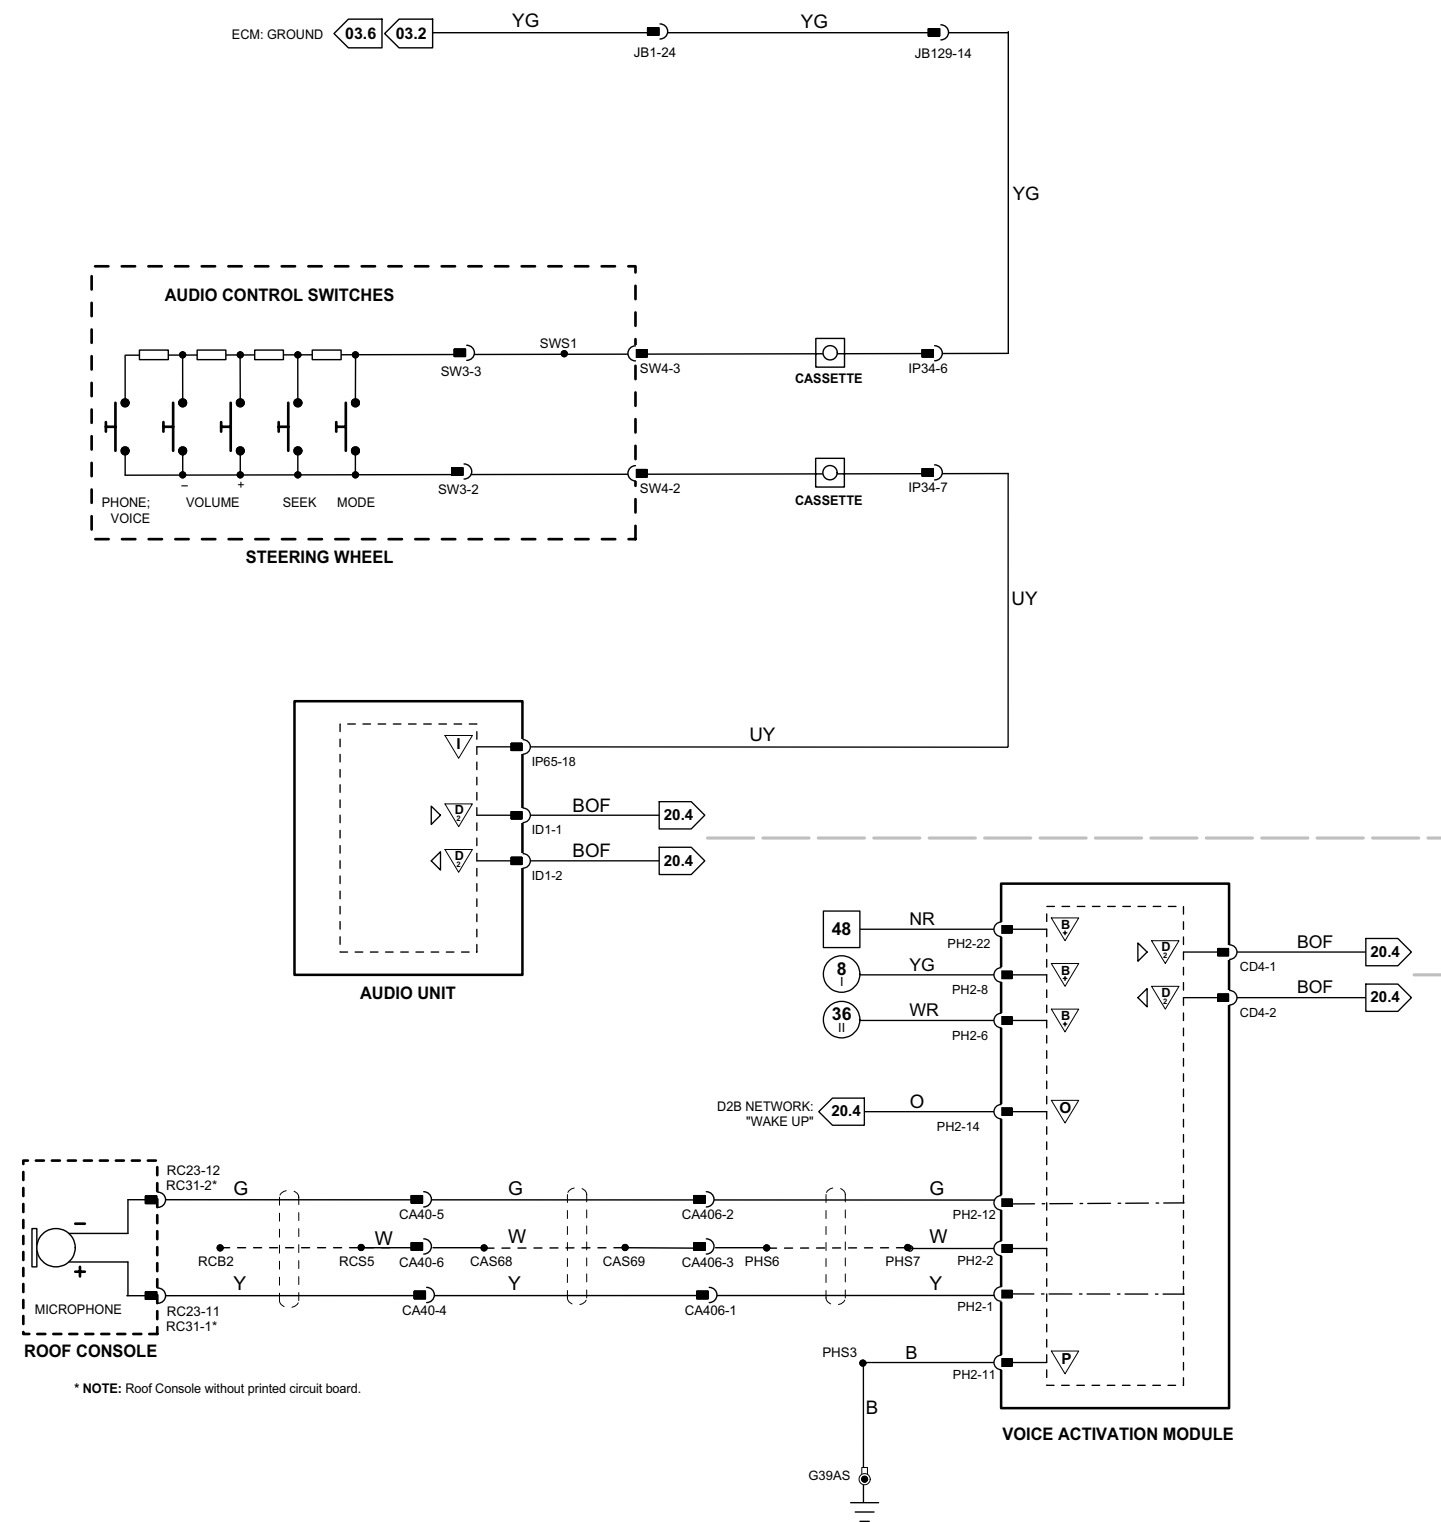 ECM: GROUND 03.6 03.2 YG YG
JB1-24 JB129-14
YG
AUDIO CONTROL SWITCHES
SWS1
SW3-3 SW4-3 CASSETTE IP34-6
SW3-2 SW4-2 CASSETTE IP34-7
– +
PHONE; VOLUME SEEK MODE
VOICE
STEERING WHEEL
UY
I UY
IP65-18
D2 BOF 20.4
ID1-1
D2 BOF 20.4
ID1-2
AUDIO UNIT
48 NR B+
PH2-22
D2 BOF 20.4
CD4-1
8 I YG B+
PH2-8
D2 BOF 20.4
CD4-2
36 II WR B+
PH2-6
D2B NETWORK: 20.4 O O
"WAKE UP" PH2-14
RC23-12
RC31-2* G G G
CA40-5 CA406-2 PH2-12
– W W W
RCB2 RCS5 CA40-6 CAS68 CAS69 CA406-3 PHS6 PHS7 PH2-2
+ Y Y Y
MICROPHONE RC23-11 CA40-4 CA406-1 PH2-1
RC31-1*
ROOF CONSOLE
PHS3 B P
PH2-11
* NOTE: Roof Console without printed circuit board.
B
VOICE ACTIVATION MODULE
G39AS